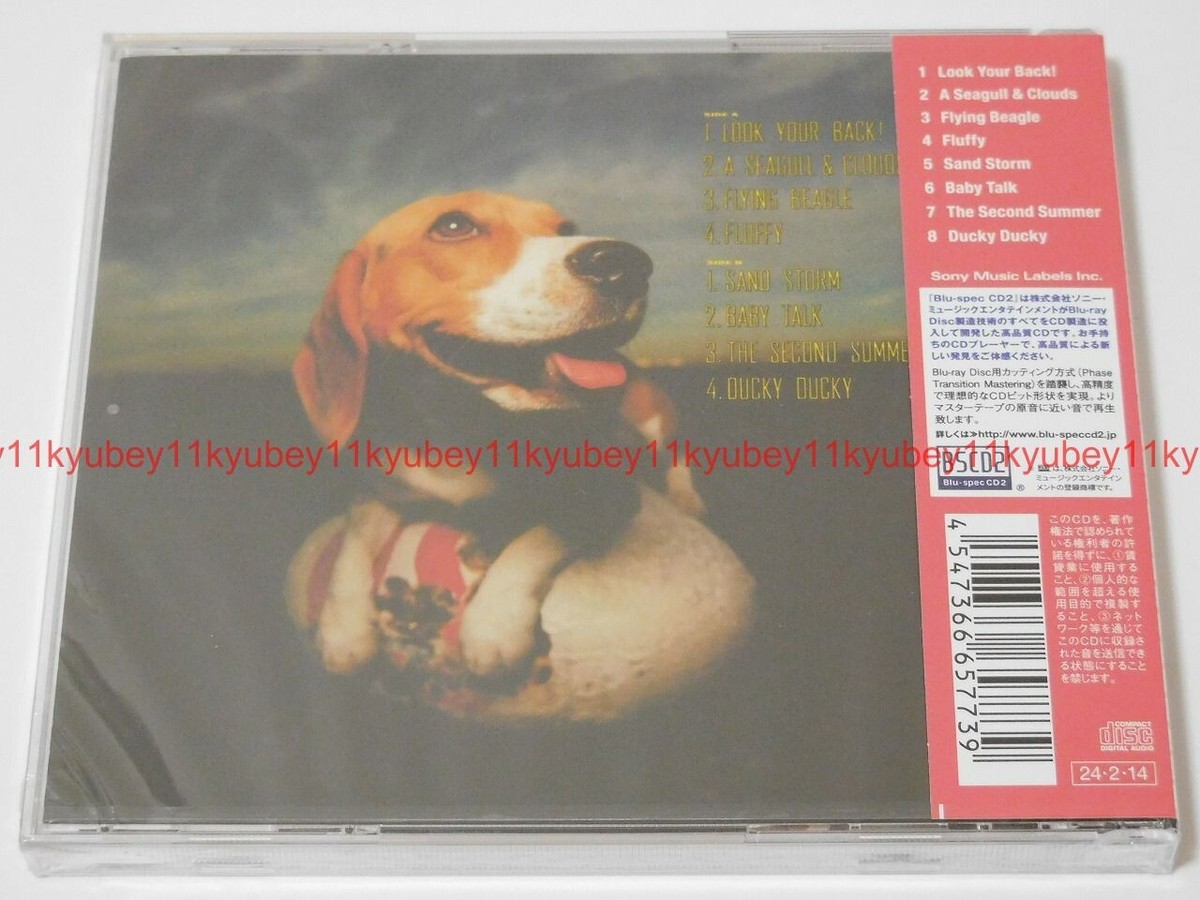 SIDE A
1. LOOK YOUR BACK!
2. A SEAGULL & CLOUDS
3. FLYING BEAGLE
4. FLUFFY
SIDE B
1. SAND STORM
2. BABY TALK
3. THE SECOND SUMME
4. DUCKY DUCKY
1 Look Your Back!
2 A Seagull & Clouds
3 Flying Beagle
4 Fluffy
5 Sand Storm
6 Baby Talk
7 The Second Summer
8 Ducky Ducky
Sony Music Labels Inc.
「Blu-spec CD2」は株式会社ソニー・
ミュージックエンタテインメントがBlu-ray
Disc製造技術のすべてをCD製造に投
入して開発した高品質CDです。お手持
ちのCDプレーヤーで、高品質による新
しい発見をご体感ください。
Blu-ray Disc用カッティング方式(Phase
Transition Mastering)を踏襲し、高精度
で理想的なCDピット形状を実現。より
マスターテープの原音に近い音で再生
致します。
詳しくは≫http://www.blu-speccd2.jp
y11kyubey11kyubey11kyubey11kyubey11kyubey11kyubey11kyubey11ky
BSCD2
Blu-spec CD2
®
は、株式会社ソニー・
ミュージックエンタテイン
メントの登録商標です。
4 547366 657739
このCDを、著作
権法で認められて
いる権利者の許
諾を得ずに、①賃
貸業に使用する
こと、②個人的な
範囲を超える使
用目的で複製す
ること、③ネット
ワーク等を通じて
このCDに収録さ
れた音を送信でき
る状態にすること
を禁じます。
COMPACT
disc
DIGITAL AUDIO
24・2・14